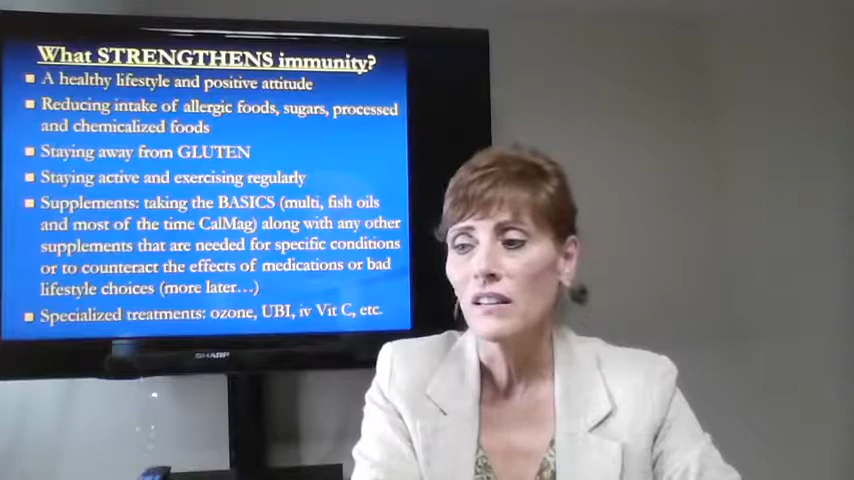 What STRENGTHENS immunity?
A healthy lifestyle and positive attitude
Reducing intake of allergic foods, sugars, processed
and chemicalized foods
Staying away from GLUTEN
Staying active and exercising regularly
Supplements: taking the BASICS (multi, fish oils
and most of the time CalMag) along with any other
supplements that are needed for specific conditions
or to counteract the effects of medications or bad
lifestyle choices (more later…)
Specialized treatments: ozone, UBI, iv Vit C, etc.
SHARP